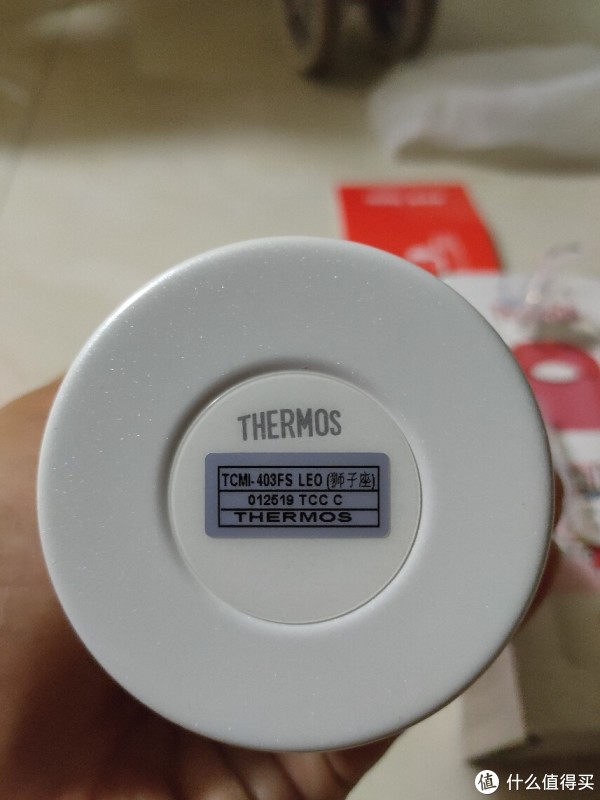 THERMOS
TCMI-403FS LEO (獅子座)
012519 TCC C
THERMOS
值 什么值得买